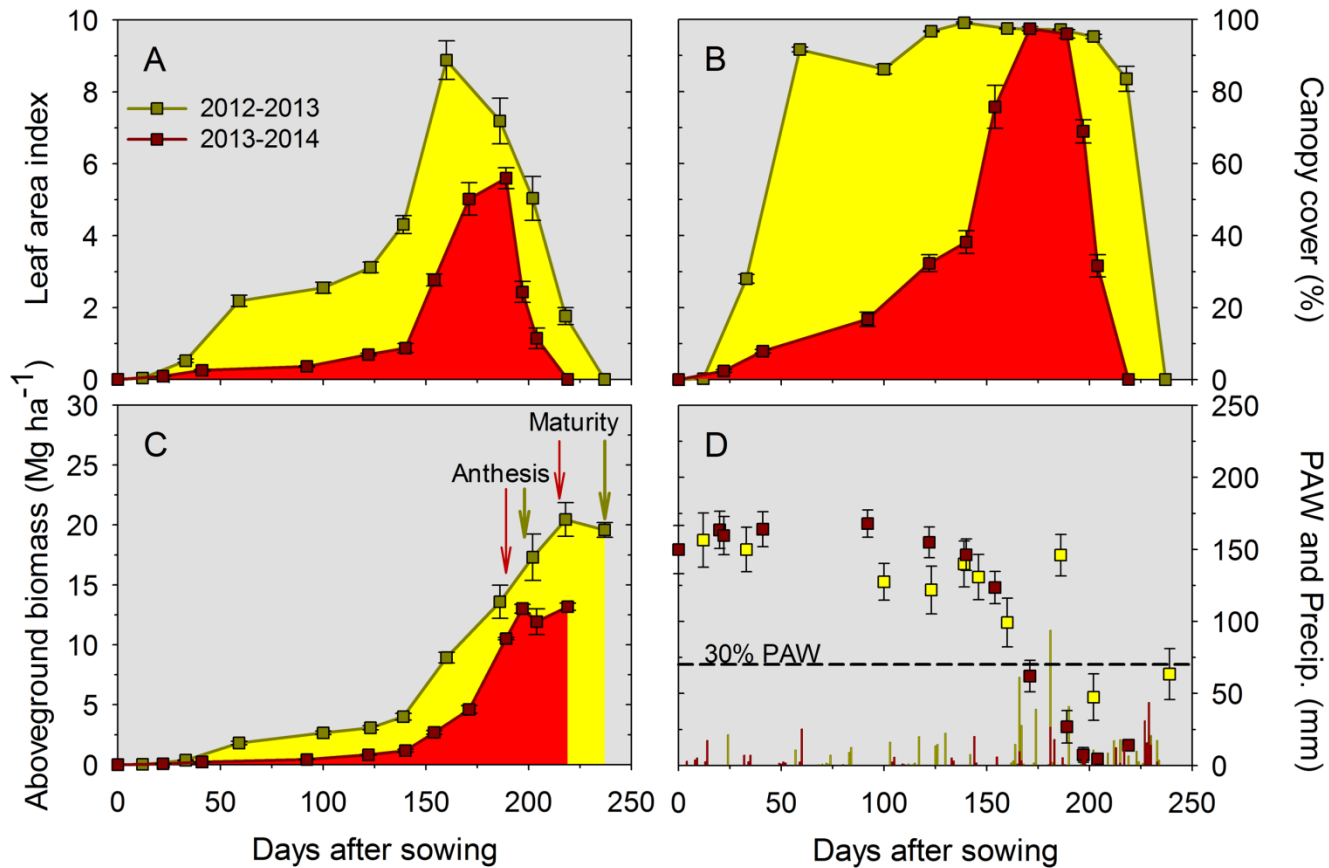 A
2012-2013
2013-2014
Leaf area index
10
8
6
4
2
0
B
Canopy cover (%)
100
80
60
40
20
0
C
Maturity
Anthesis
Aboveground biomass (Mg ha⁻¹)
30
25
20
15
10
5
0
0 50 100 150 200 250
Days after sowing
D
30% PAW
PAW and Precip. (mm)
250
200
150
100
50
0
0 50 100 150 200 250
Days after sowing